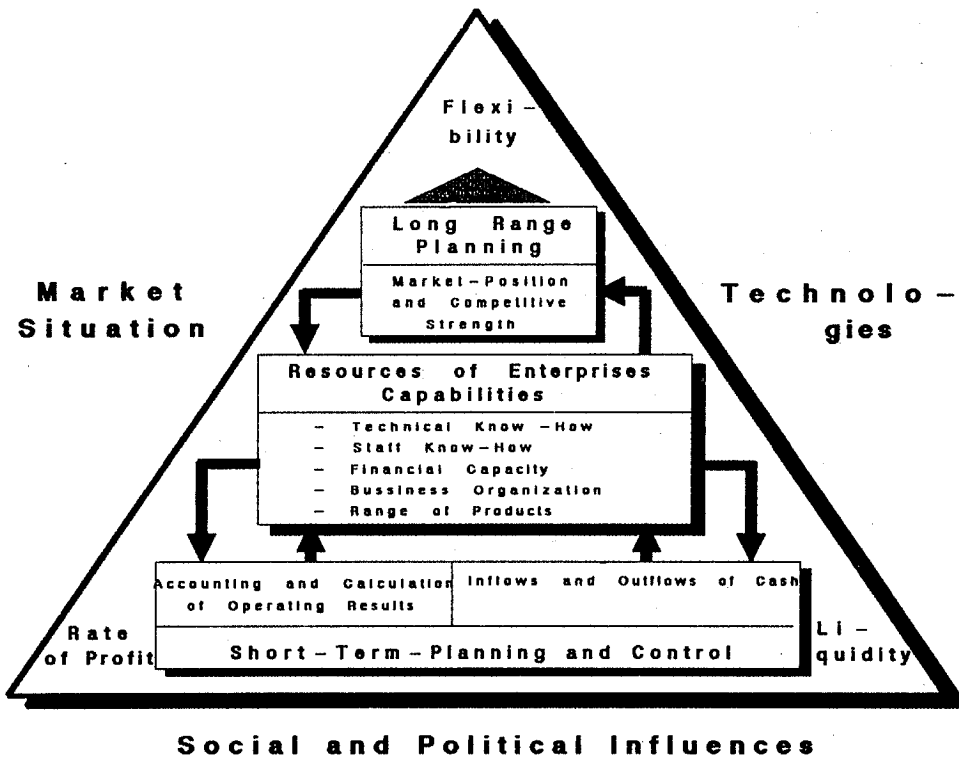 Flexi-
bility
Long Range
Planning
Market-Position
and Competitive
Strength
Market
Situation
Technolo-
gies
Resources of Enterprises
Capabilities
- Technical Know-How
- Staff Know-How
- Financial Capacity
- Bussiness Organization
- Range of Products
Accounting and Calculation
of Operating Results
Inflows and Outflows of Cash
Rate
of Profit
Short-Term-Planning and Control
Li-
quidity
Social and Political Influences